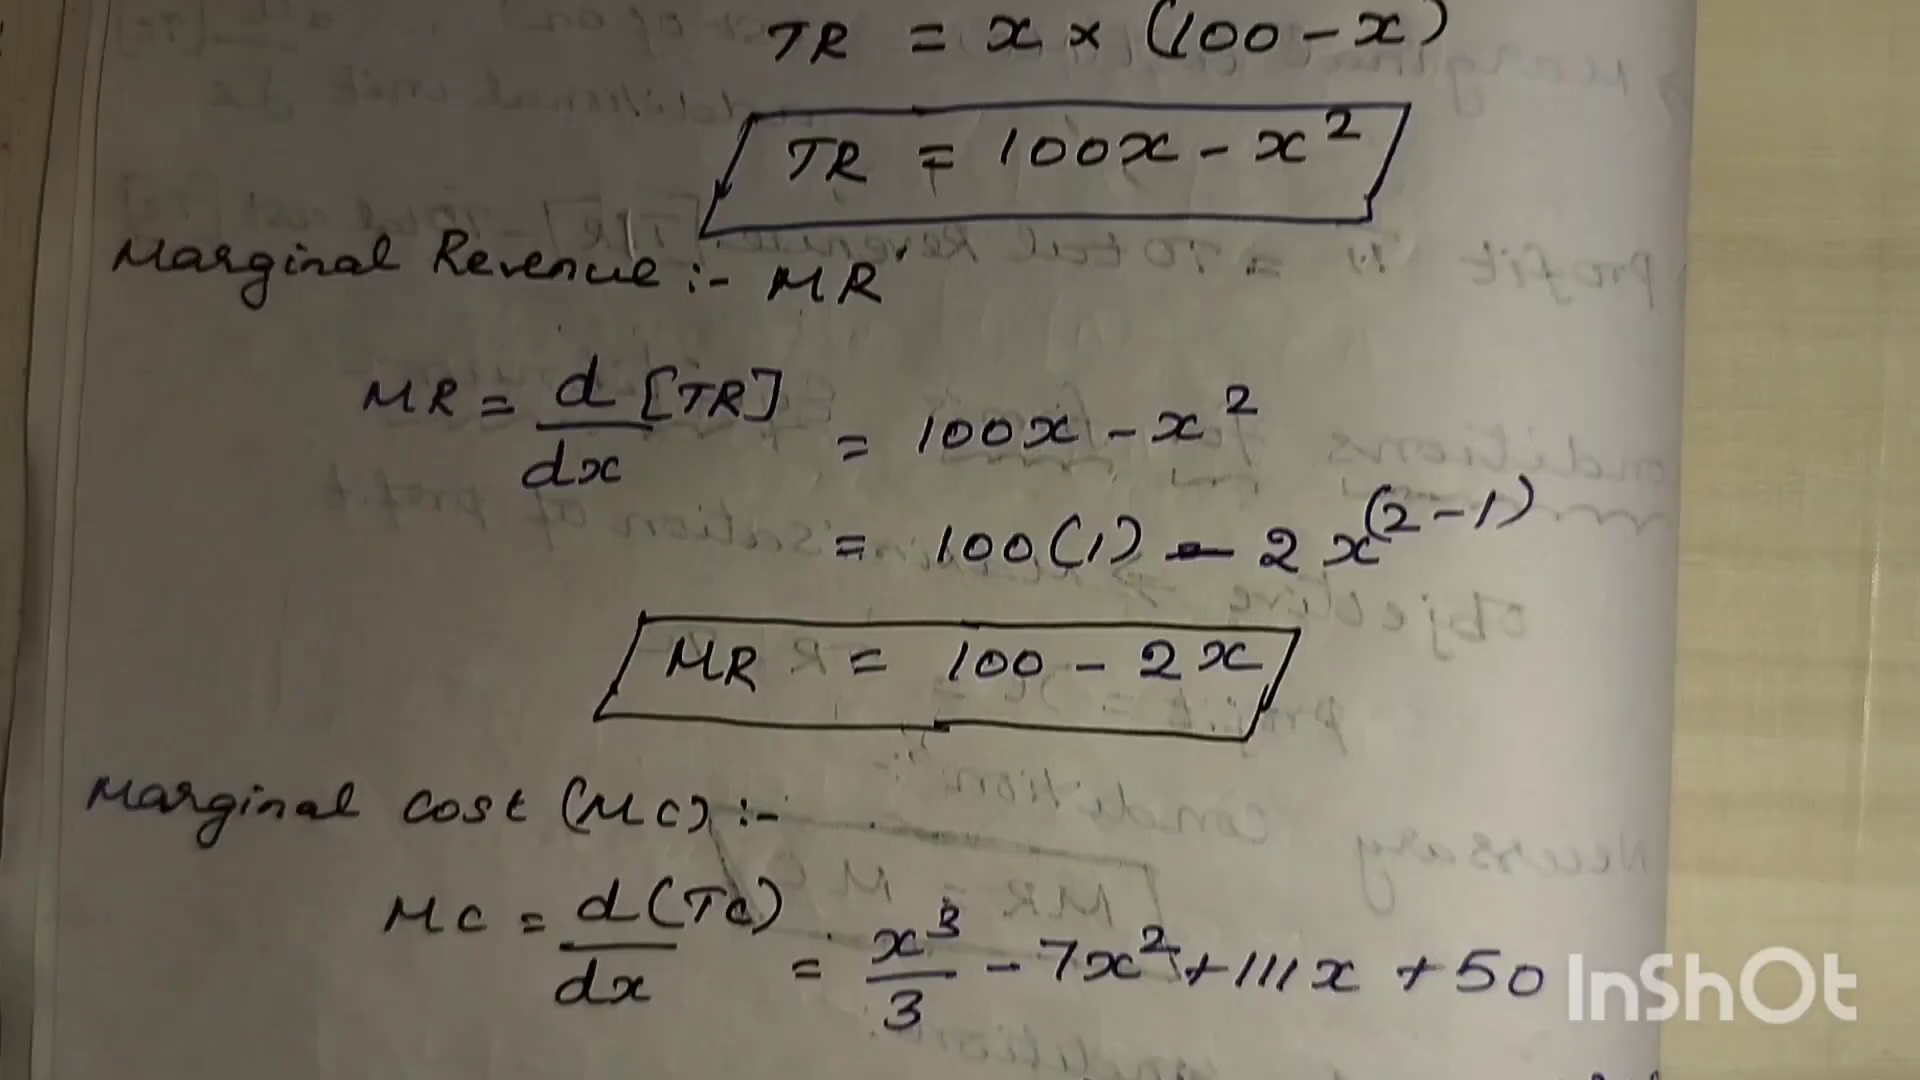 TR = x × (100 - x)
TR = 100x - x²
Marginal Revenue :- MR
MR = d/dx [TR] = 100x - x²
= 100(1) - 2x^(2-1)
MR = 100 - 2x
Marginal cost (MC) :-
MC = d(TC)/dx = x³/3 - 7x² + 111x + 50
InShOt